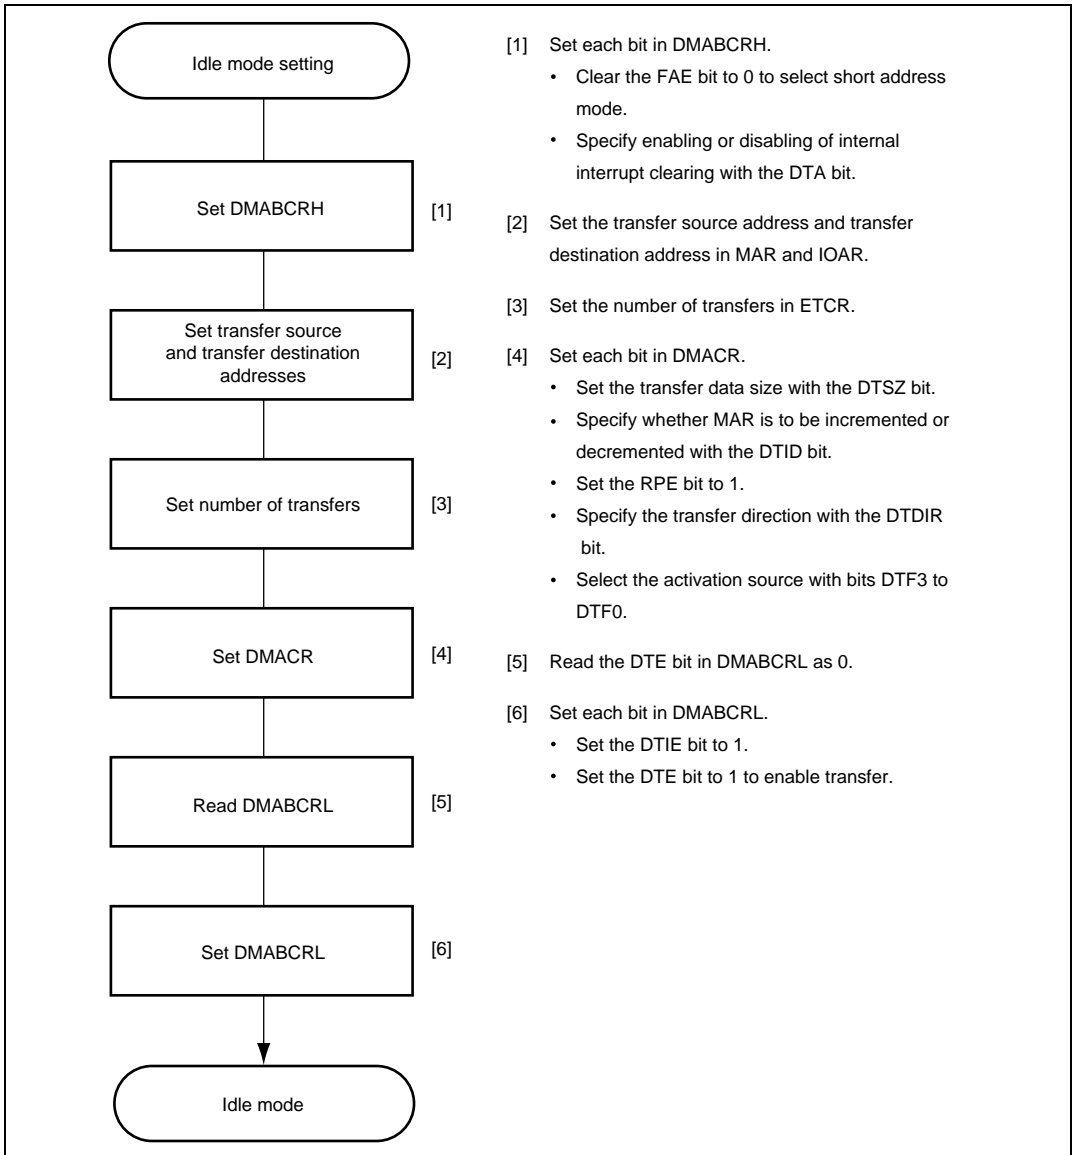 Idle mode setting
Set DMABCRH
[1]
Set transfer source
and transfer destination
addresses
[2]
Set number of transfers
[3]
Set DMACR
[4]
Read DMABCRL
[5]
Set DMABCRL
[6]
Idle mode
[1] Set each bit in DMABCRH.
• Clear the FAE bit to 0 to select short address
mode.
• Specify enabling or disabling of internal
interrupt clearing with the DTA bit.
[2] Set the transfer source address and transfer
destination address in MAR and IOAR.
[3] Set the number of transfers in ETCR.
[4] Set each bit in DMACR.
• Set the transfer data size with the DTSZ bit.
• Specify whether MAR is to be incremented or
decremented with the DTID bit.
• Set the RPE bit to 1.
• Specify the transfer direction with the DTDIR
bit.
• Select the activation source with bits DTF3 to
DTF0.
[5] Read the DTE bit in DMABCRL as 0.
[6] Set each bit in DMABCRL.
• Set the DTIE bit to 1.
• Set the DTE bit to 1 to enable transfer.